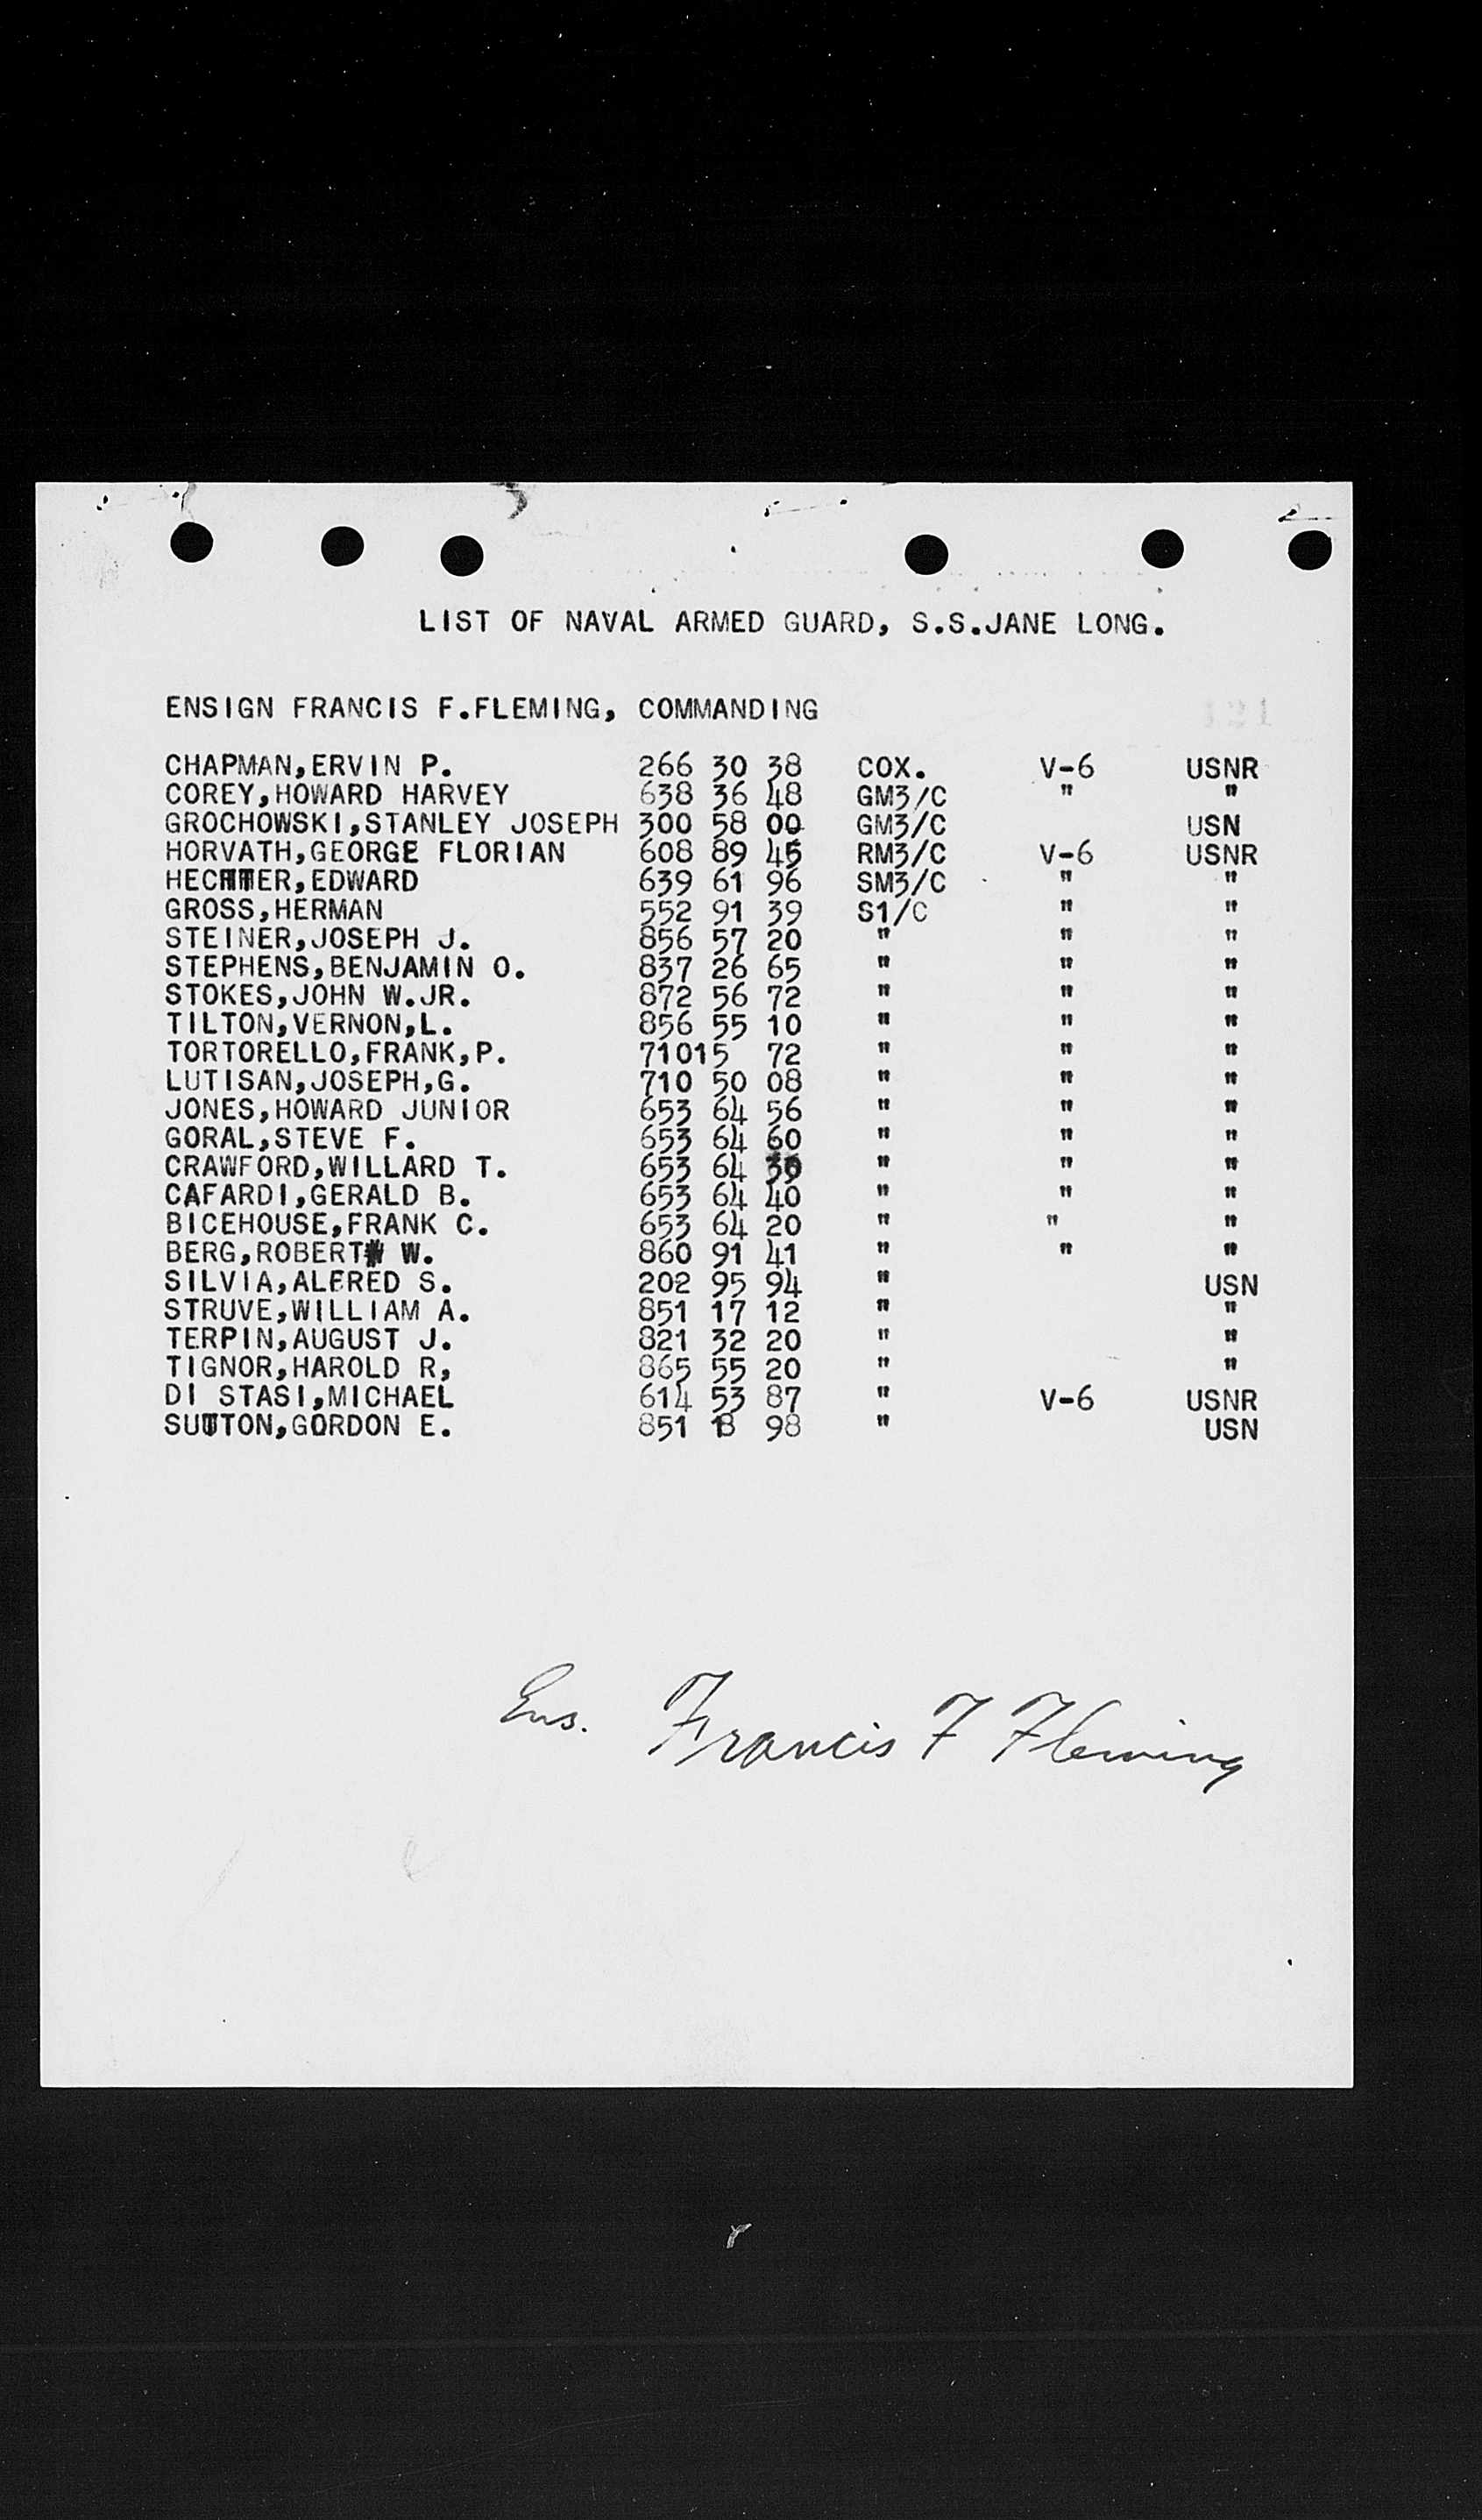 LIST OF NAVAL ARMED GUARD, S.S.JANE LONG.
ENSIGN FRANCIS F.FLEMING, COMMANDING
CHAPMAN,ERVIN P. 266 30 38 COX. V-6 USNR
COREY,HOWARD HARVEY 638 36 48 GM3/C " "
GROCHOWSKI,STANLEY JOSEPH 300 58 00 GM3/C USN
HORVATH,GEORGE FLORIAN 608 89 45 RM3/C V-6 USNR
EDWARD 639 61 96 SM3/C " "
GROSS,HERMAN 552 91 39 S1/C " "
STEINER,JOSEPH J. 856 57 20 " " "
STEPHENS,BENJAMIN O. 837 26 65 " " "
STOKES,JOHN W.JR. 872 56 72 " " "
TILTON,VERNON,L. 856 55 10 " " "
TORTORELLO,FRANK,P. 71015 72 " " "
LUTISAN,JOSEPH,G. 710 50 08 " " "
JONES,HOWARD JUNIOR 653 64 56 " " "
GORAL,STEVE F. 653 64 60 " " "
CRAWFORD,WILLARD T. 653 64 " " "
CAFARDI,GERALD B. 653 64 40 " " "
BICEHOUSE,FRANK C. 653 64 20 " " "
BERG,ROBERT W. 860 91 41 " " "
SILVIA,ALFRED S. 202 95 94 " USN
STRUVE,WILLIAM A. 851 17 12 " "
TERPIN,AUGUST J. 821 32 20 " "
TIGNOR,HAROLD R, 865 55 20 " "
DI STASI,MICHAEL 614 53 87 " V-6 USNR
SUTTON,GORDON E. 851 18 98 " USN
Ens. Francis F Fleming